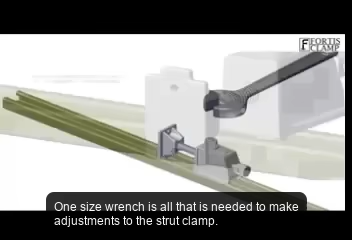 FORTIS
CLAMP
One size wrench is all that is needed to make
adjustments to the strut clamp.